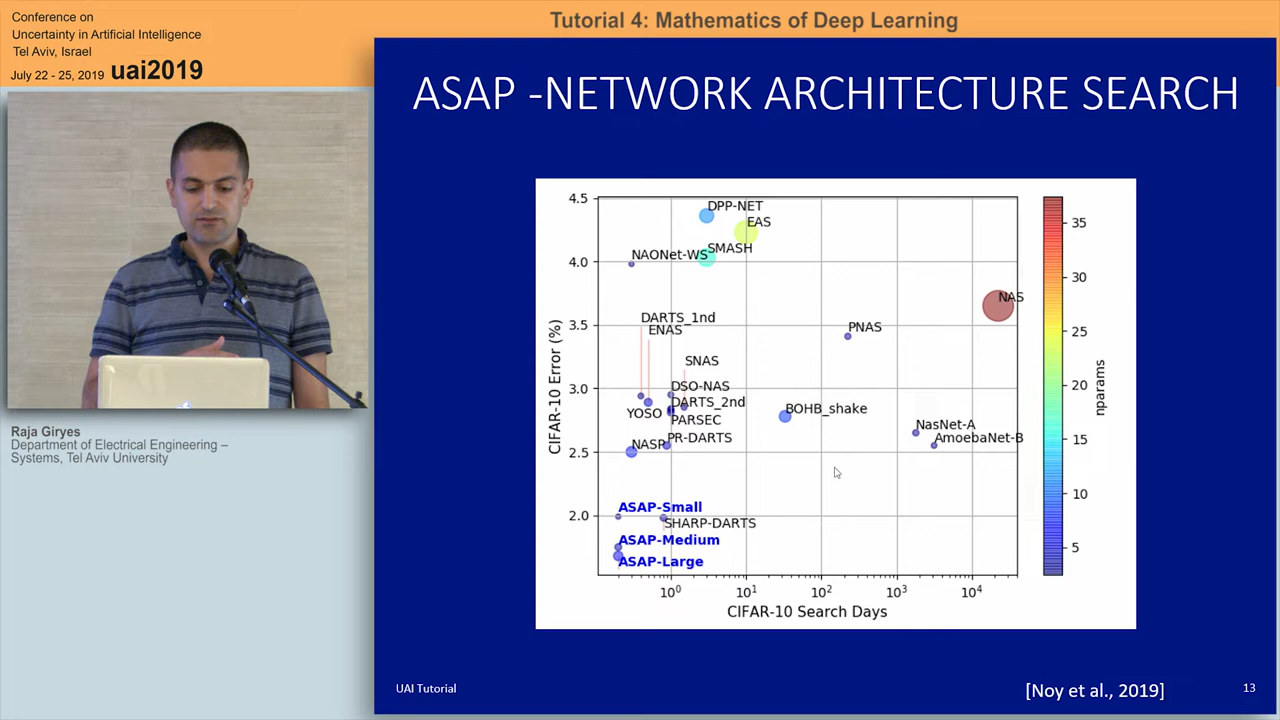 Conference on
Uncertainty in Artificial Intelligence
Tel Aviv, Israel
July 22 - 25, 2019 uai2019
Tutorial 4: Mathematics of Deep Learning
Raja Giryes
Department of Electrical Engineering –
Systems, Tel Aviv University
ASAP -NETWORK ARCHITECTURE SEARCH
4.5
4.0
3.5
3.0
2.5
2.0
CIFAR-10 Error (%)
DPP-NET
EAS
SMASH
NAONet-WS
NAS
DARTS_1nd
ENAS
PNAS
SNAS
DSO-NAS
DARTS_2nd
YOSO
PARSEC
BOHB_shake
NasNet-A
AmoebaNet-B
PR-DARTS
NASP
ASAP-Small
SHARP-DARTS
ASAP-Medium
ASAP-Large
10⁰
10¹
10²
10³
10⁴
CIFAR-10 Search Days
35
30
25
20
15
10
5
nparams
UAI Tutorial
[Noy et al., 2019]
13